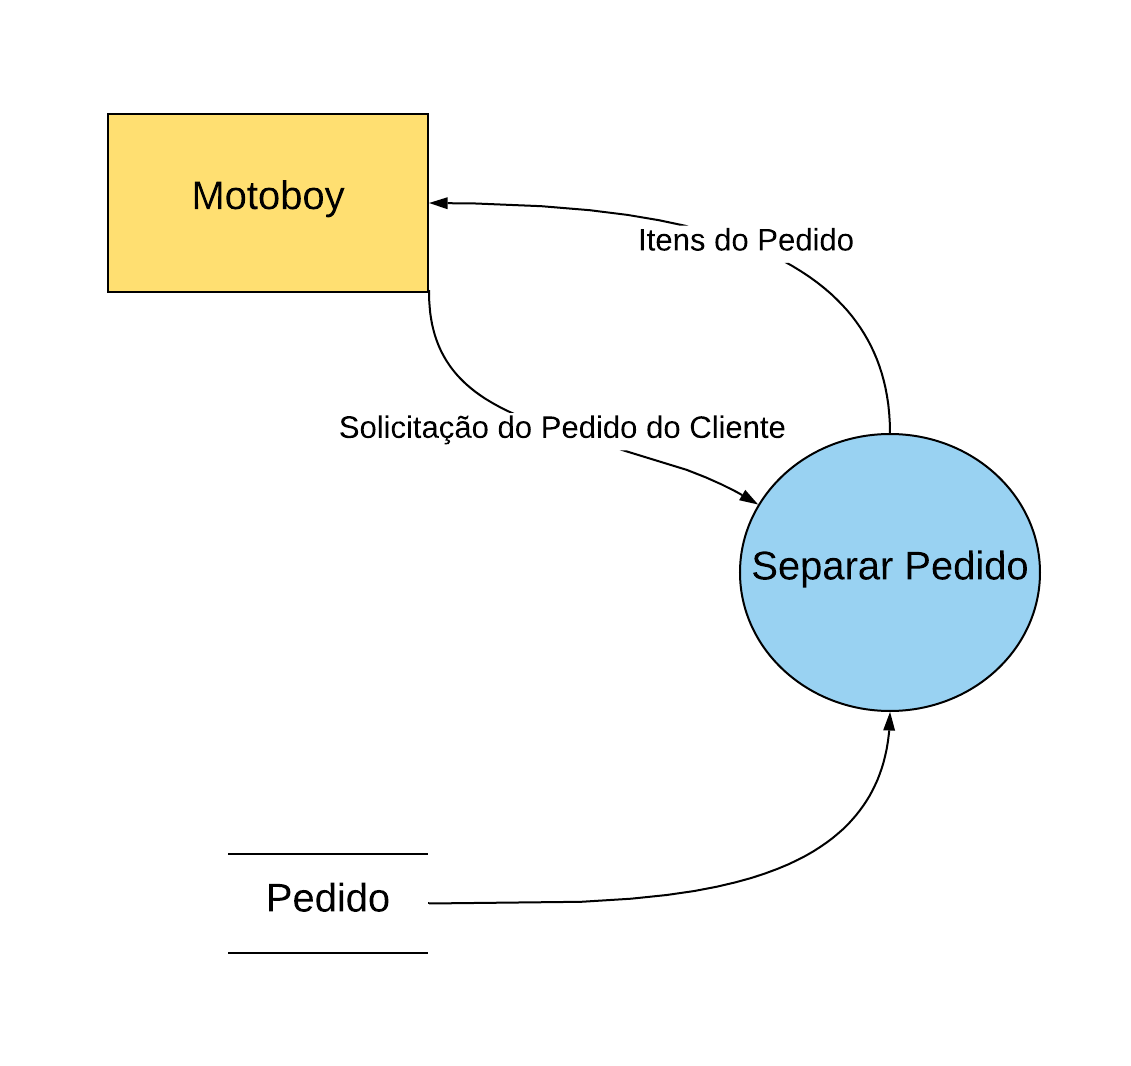 Motoboy
Itens do Pedido
Solicitação do Pedido do Cliente
Separar Pedido
Pedido